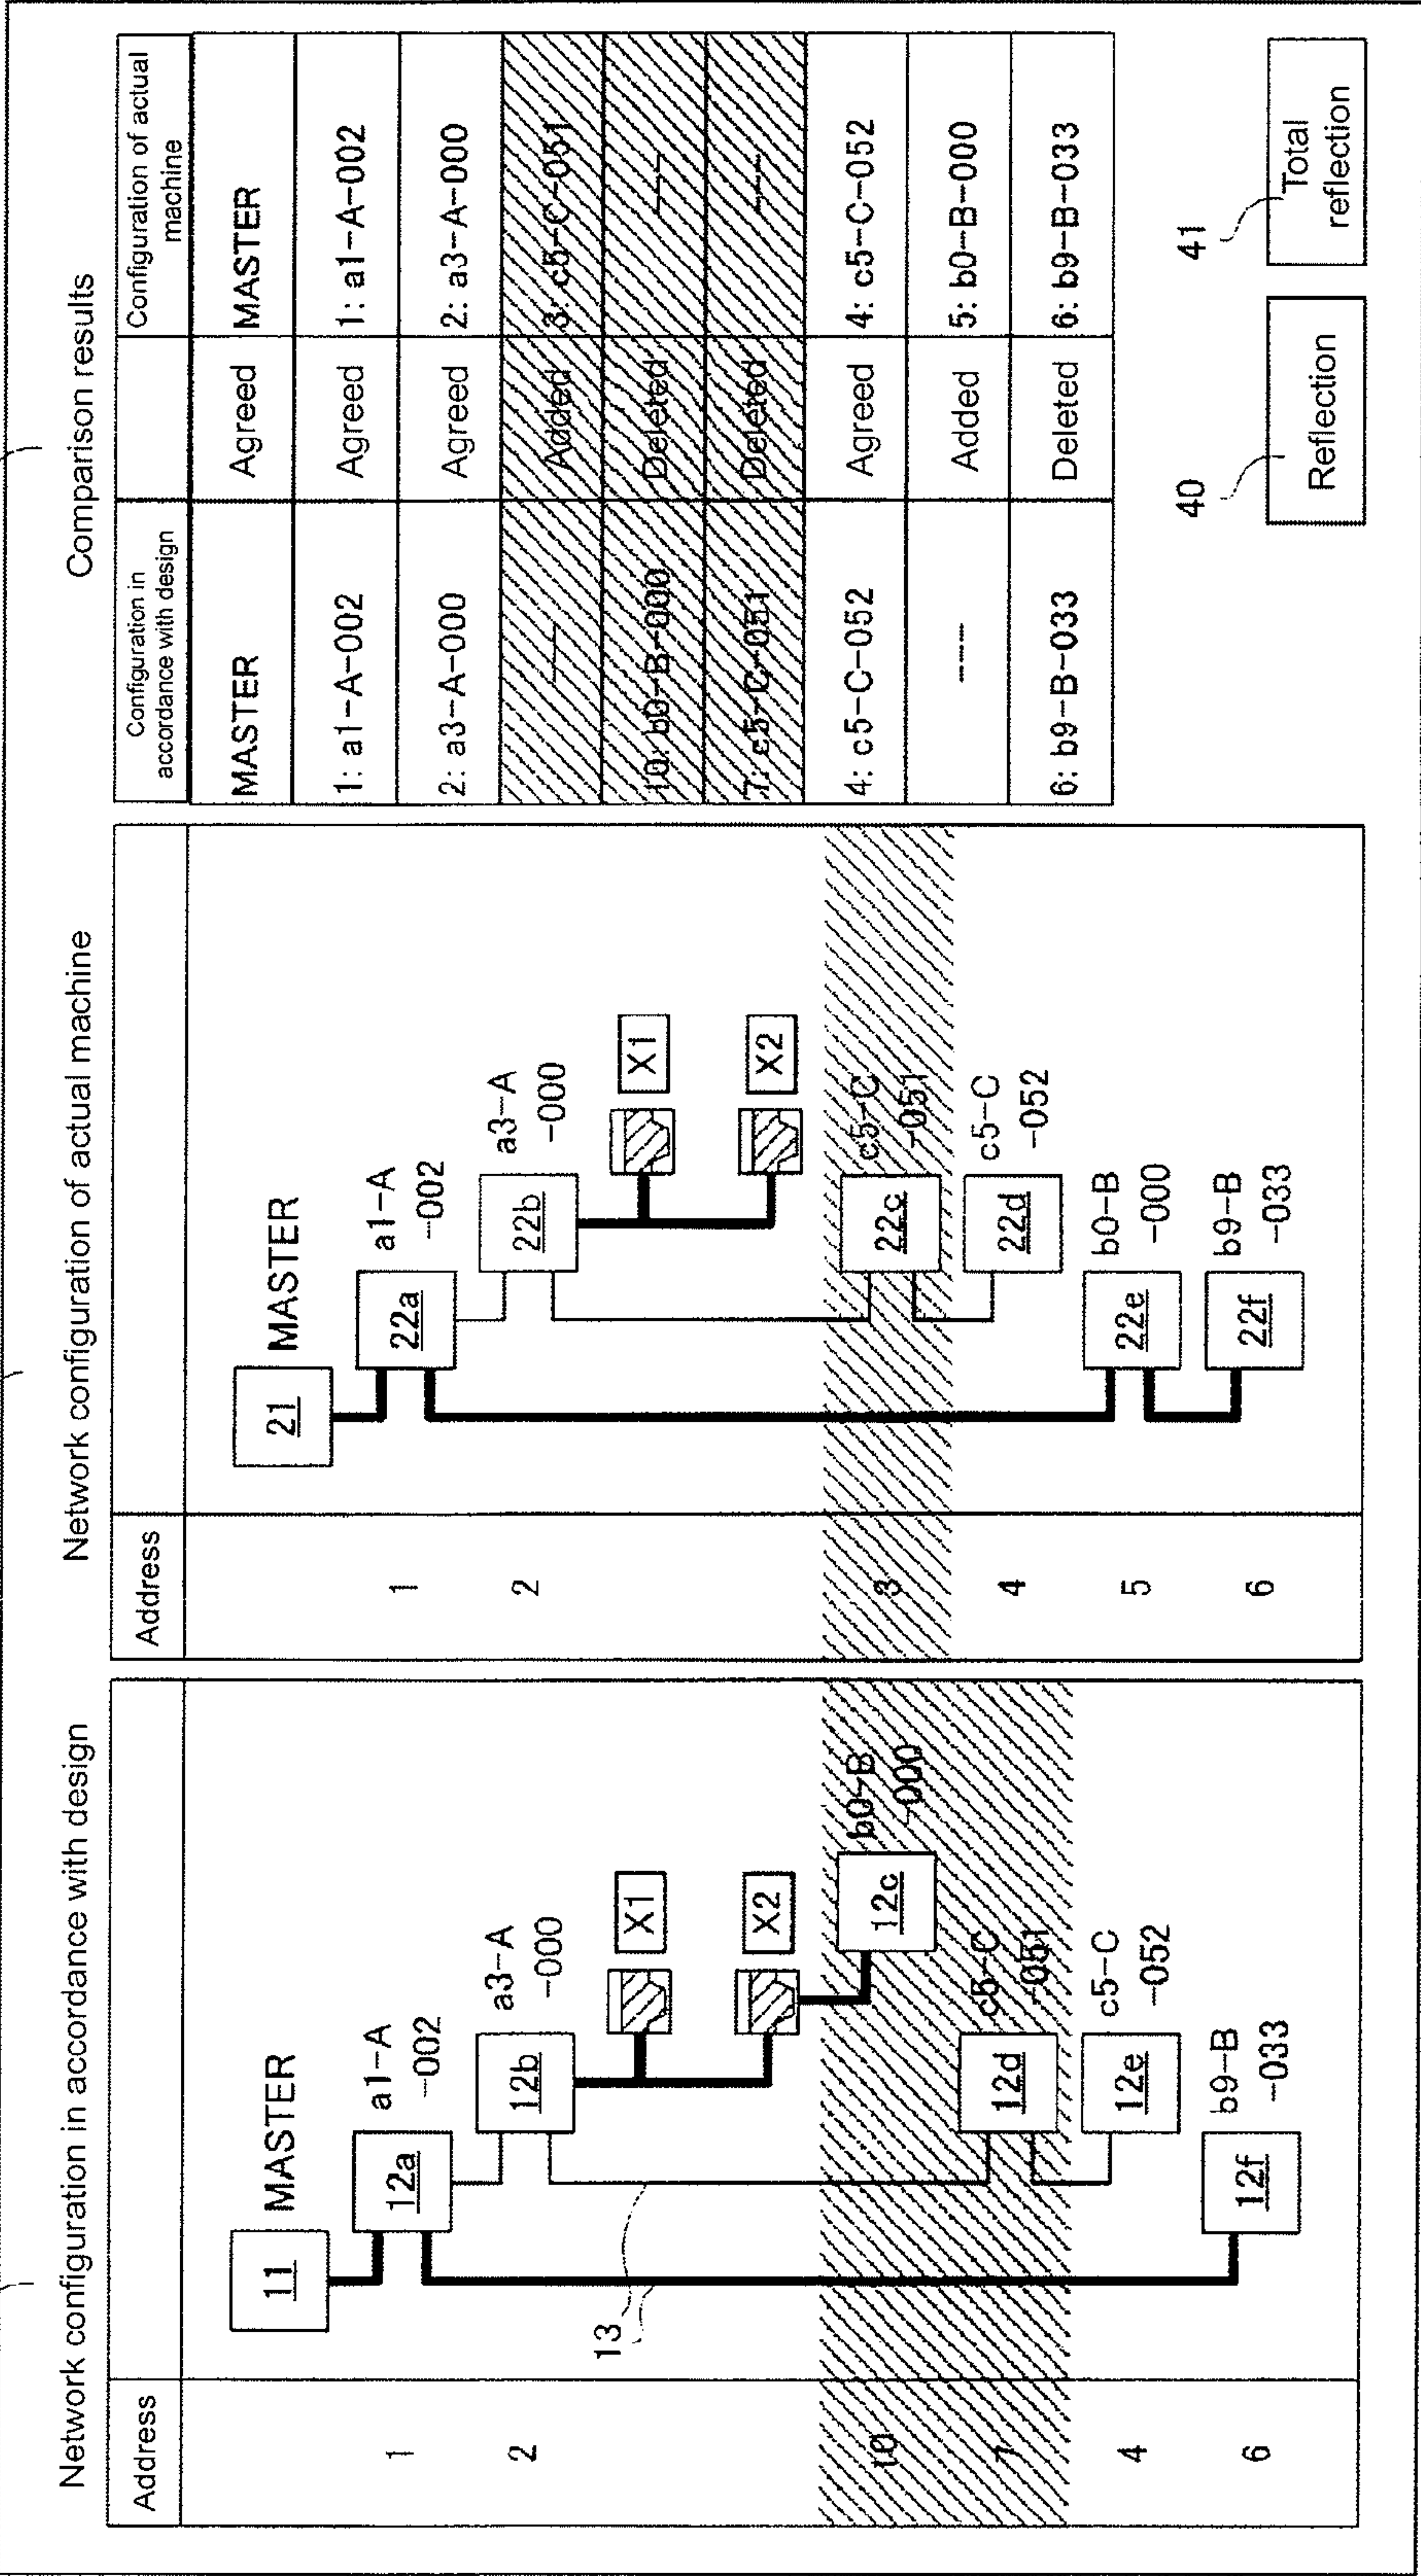 Network configuration in accordance with design
Address
11
MASTER
1
12a
a1-A
-002
2
12b
a3-A
-000
X1
13
X2
10
12c
b0-B
-000
7
12d
c5-C
-051
4
12e
c5-C
-052
6
12f
b9-B
-033
Network configuration of actual machine
Address
21
MASTER
1
22a
a1-A
-002
2
22b
a3-A
-000
X1
X2
3
22c
c5-C
-051
4
22d
c5-C
-052
5
22e
b0-B
-000
6
22f
b9-B
-033
Comparison results
Configuration in
accordance with design
Configuration of actual
machine
MASTER Agreed MASTER
1: a1-A-002 Agreed 1: a1-A-002
2: a3-A-000 Agreed 2: a3-A-000
---- Added 3: c5-C-051
10: b0-B-000 Deleted ----
7: c5-C-051 Deleted ----
4: c5-C-052 Agreed 4: c5-C-052
---- Added 5: b0-B-000
6: b9-B-033 Deleted 6: b9-B-033
40
Reflection
41
Total
reflection